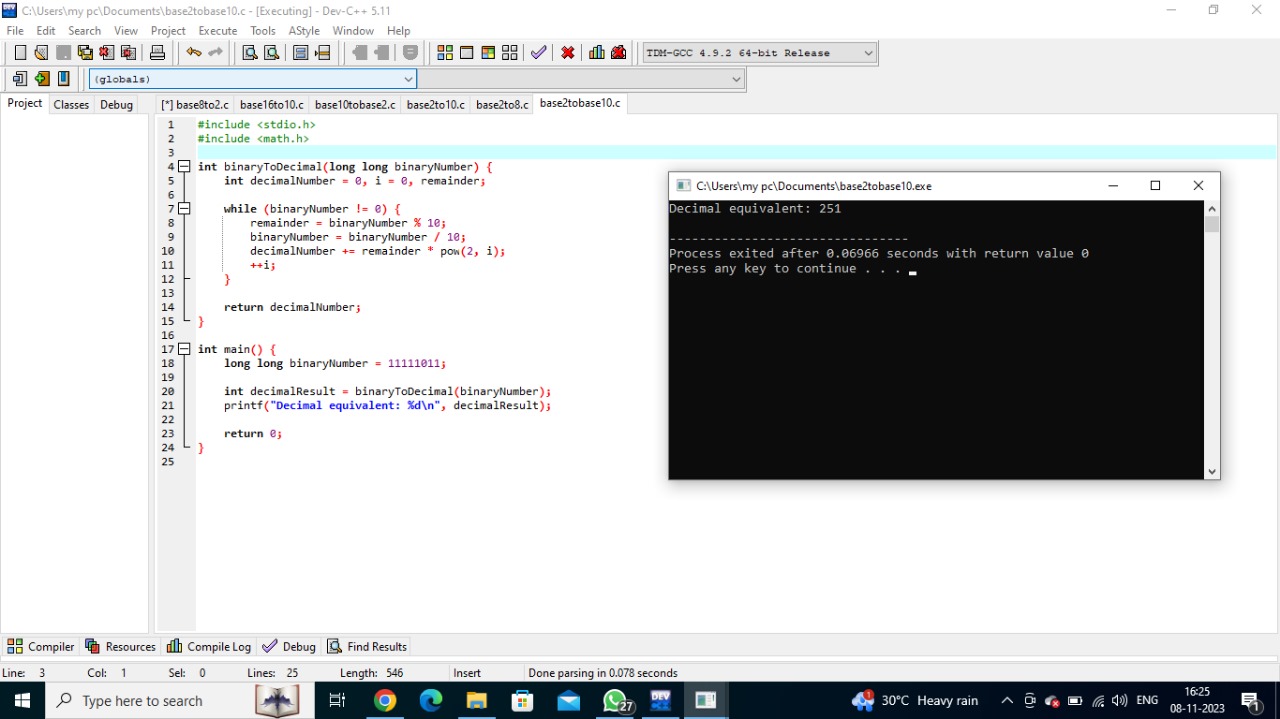 C:\Users\my pc\Documents\base2tobase10.c - [Executing] - Dev-C++ 5.11
File Edit Search View Project Execute Tools AStyle Window Help
TDM-GCC 4.9.2 64-bit Release
(globals)
Project Classes Debug
[*] base8to2.c base16to10.c base10tobase2.c base2to10.c base2to8.c base2tobase10.c
1 #include <stdio.h>
2 #include <math.h>
3
4 int binaryToDecimal(long long binaryNumber) {
5 int decimalNumber = 0, i = 0, remainder;
6
7 while (binaryNumber != 0) {
8 remainder = binaryNumber % 10;
9 binaryNumber = binaryNumber / 10;
10 decimalNumber += remainder * pow(2, i);
11 ++i;
12 }
13
14 return decimalNumber;
15 }
16
17 int main() {
18 long long binaryNumber = 11111011;
19
20 int decimalResult = binaryToDecimal(binaryNumber);
21 printf("Decimal equivalent: %d\n", decimalResult);
22
23 return 0;
24 }
25
C:\Users\my pc\Documents\base2tobase10.exe
Decimal equivalent: 251
--------------------------------
Process exited after 0.06966 seconds with return value 0
Press any key to continue . . .
Compiler Resources Compile Log Debug Find Results
Line: 3 Col: 1 Sel: 0 Lines: 25 Length: 546 Insert Done parsing in 0.078 seconds
Type here to search
27
DEV
1
30°C Heavy rain
ENG
16:25
08-11-2023
1